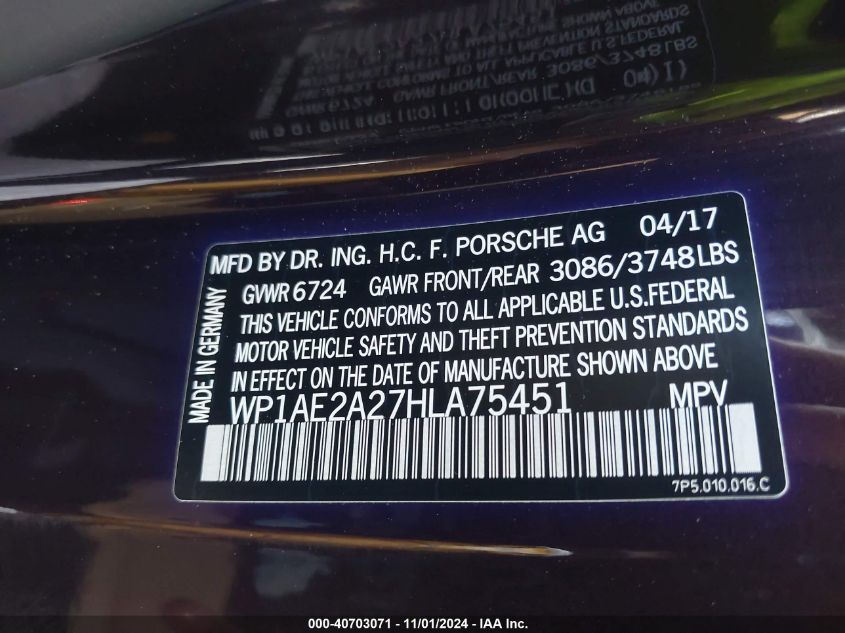 MFD BY DR. ING. H.C. F. PORSCHE AG 04/17
GVWR 6724 GAWR FRONT/REAR 3086/3748LBS
THIS VEHICLE CONFORMS TO ALL APPLICABLE U.S.FEDERAL
MOTOR VEHICLE SAFETY AND THEFT PREVENTION STANDARDS
IN EFFECT ON THE DATE OF MANUFACTURE SHOWN ABOVE
WP1AE2A27HLA75451 MPV
MADE IN GERMANY
7P5.010.016.C
000-40703071 - 11/01/2024 - IAA Inc.